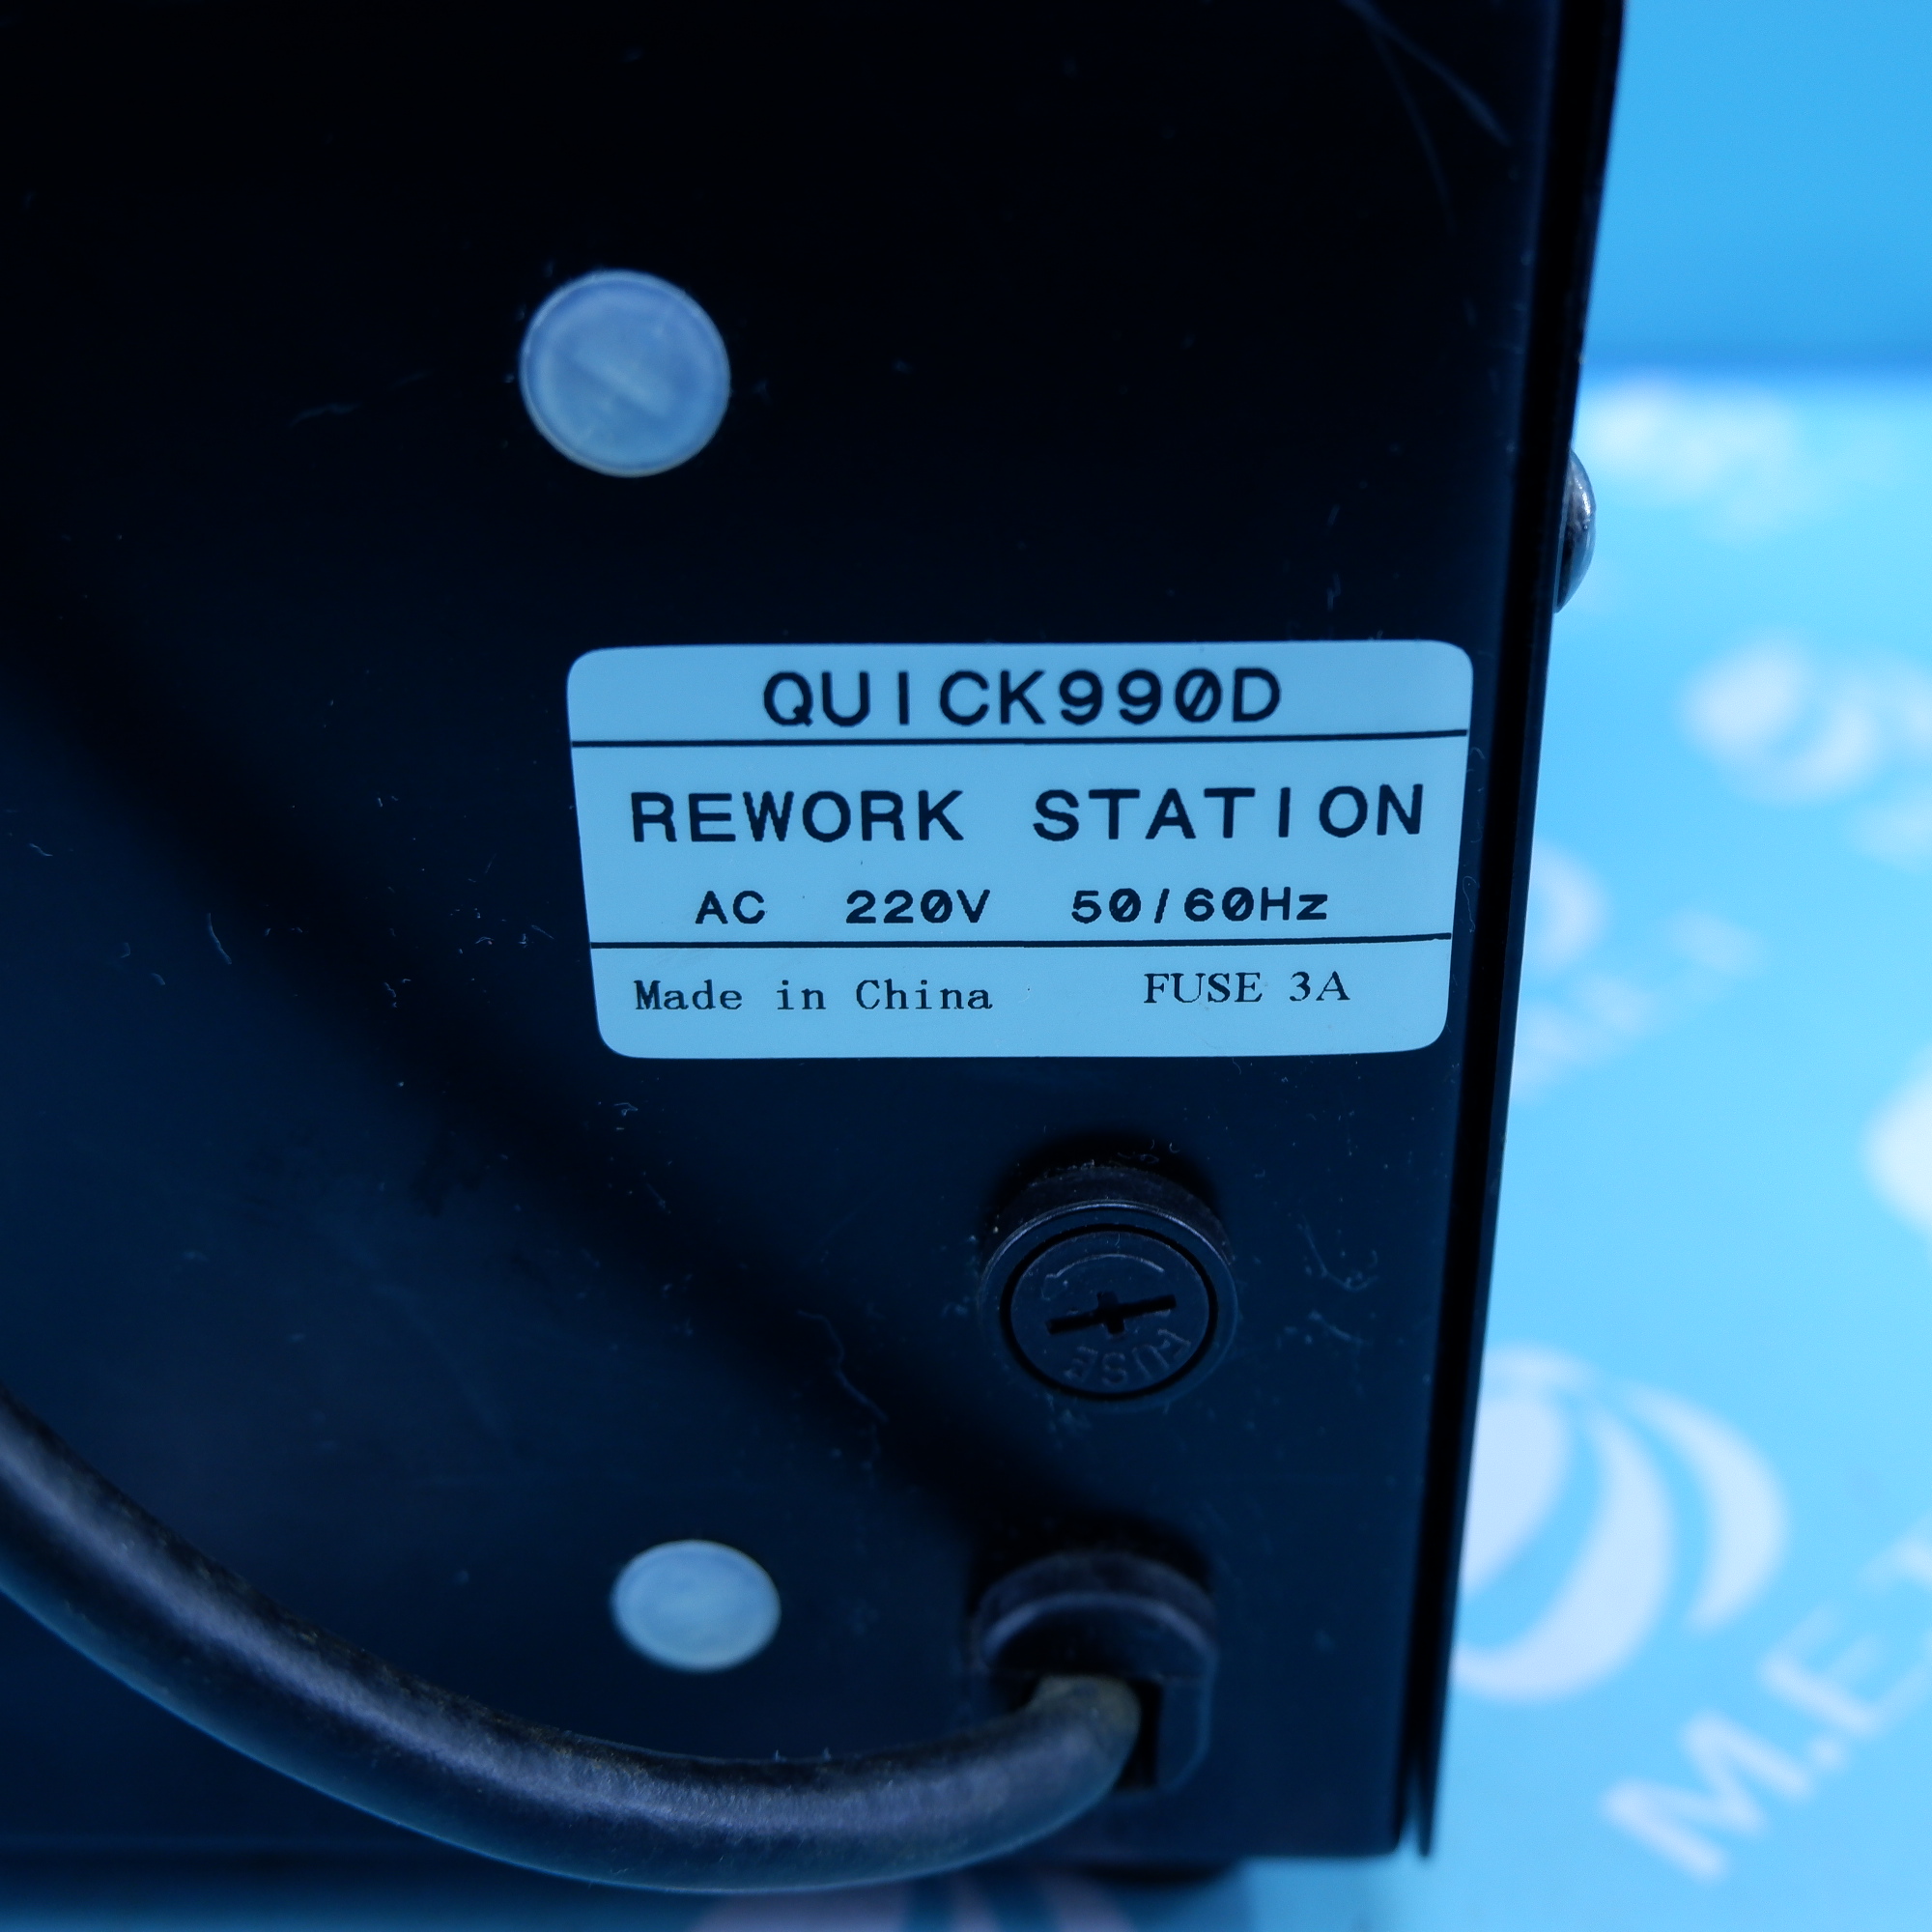 QUICK990D
REWORK STATION
AC 220V 50/60Hz
Made in China FUSE 3A
FUSE